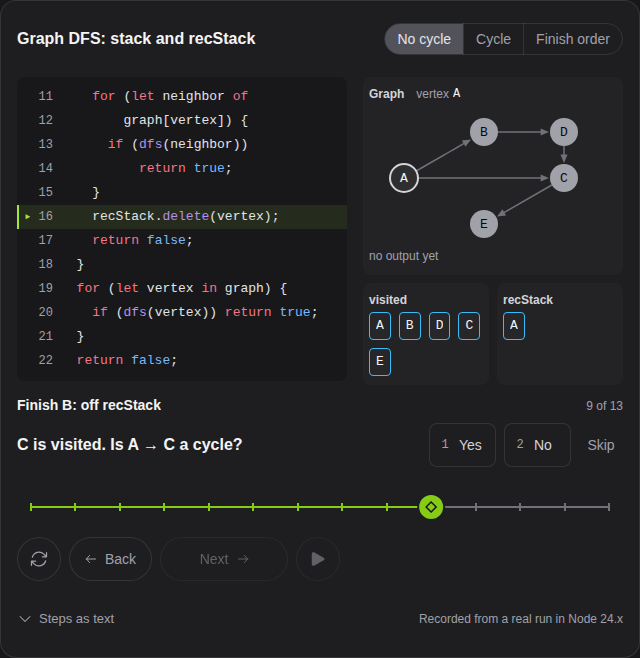 Graph DFS: stack and recStack
No cycle Cycle Finish order
11 for (let neighbor of
12 graph[vertex]) {
13 if (dfs(neighbor))
14 return true;
15 }
▸ 16 recStack.delete(vertex);
17 return false;
18 }
19 for (let vertex in graph) {
20 if (dfs(vertex)) return true;
21 }
22 return false;
Graph vertex A
B D
A C
E
no output yet
visited
A B D C
E
recStack
A
Finish B: off recStack 9 of 13
C is visited. Is A → C a cycle? 1 Yes 2 No Skip
← Back Next →
Steps as text Recorded from a real run in Node 24.x